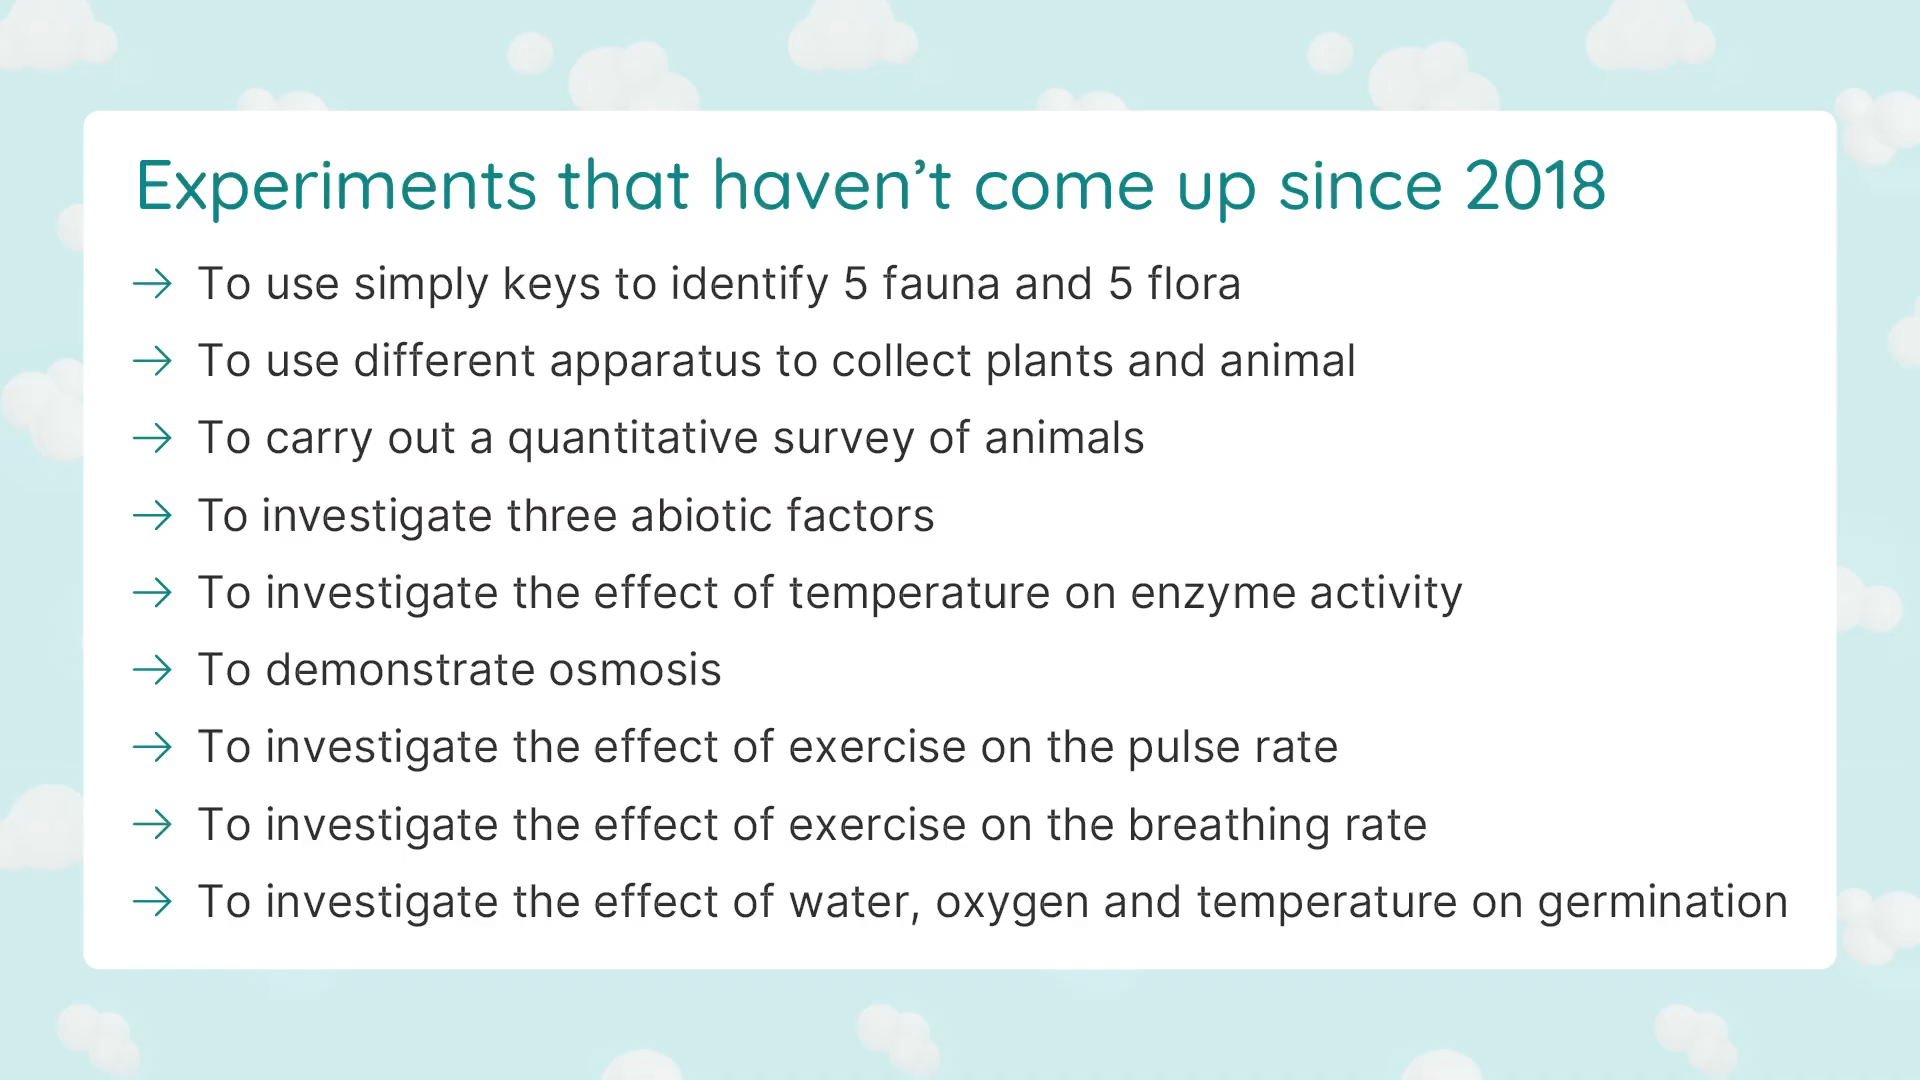 Experiments that haven’t come up since 2018
→ To use simply keys to identify 5 fauna and 5 flora
→ To use different apparatus to collect plants and animal
→ To carry out a quantitative survey of animals
→ To investigate three abiotic factors
→ To investigate the effect of temperature on enzyme activity
→ To demonstrate osmosis
→ To investigate the effect of exercise on the pulse rate
→ To investigate the effect of exercise on the breathing rate
→ To investigate the effect of water, oxygen and temperature on germination